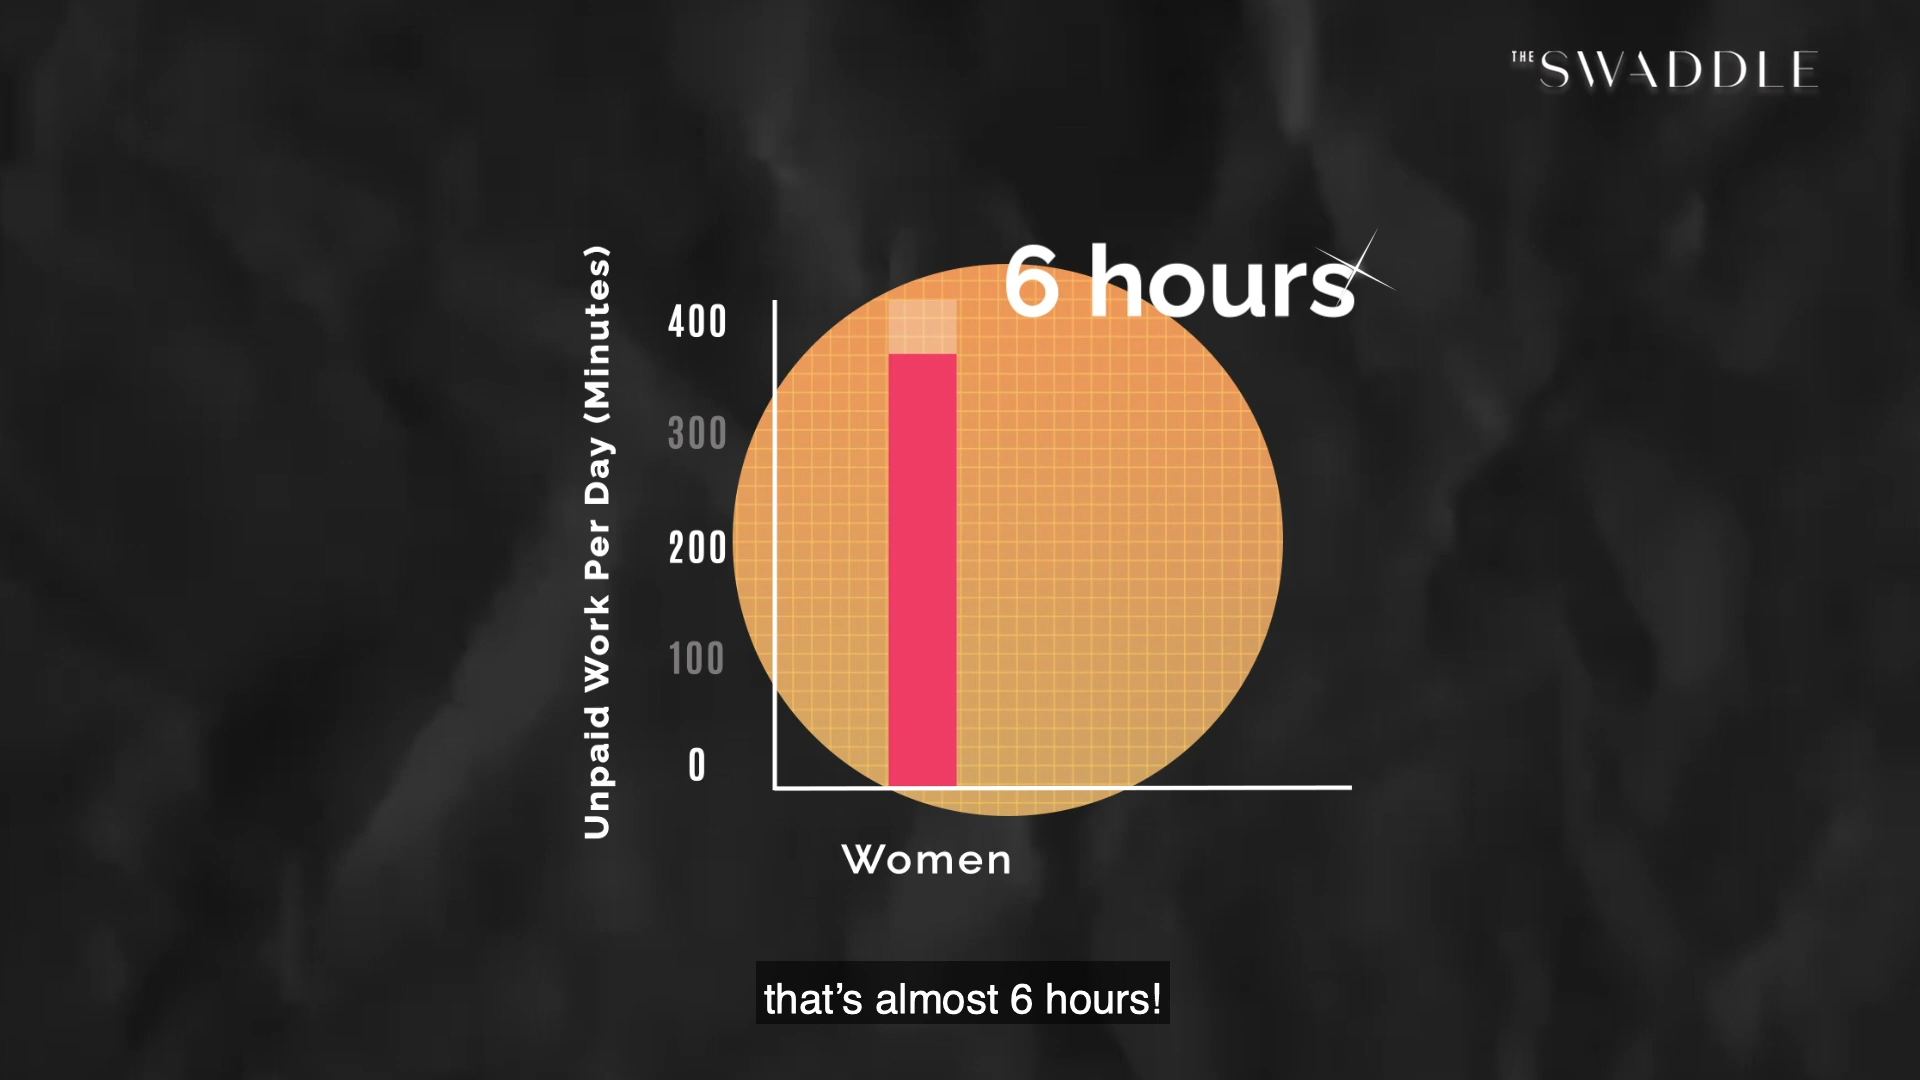 THE SWADDLE
6 hours
Unpaid Work Per Day (Minutes)
400
300
200
100
0
Women
that’s almost 6 hours!